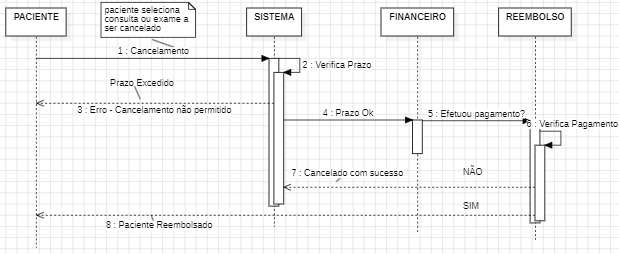 PACIENTE
paciente seleciona
consulta ou exame a
ser cancelado
SISTEMA
FINANCEIRO
REEMBOLSO
1 : Cancelamento
2 : Verifica Prazo
Prazo Excedido
3 : Erro - Cancelamento não permitido
4 : Prazo Ok
5 : Efetuou pagamento?
6 : Verifica Pagamento
7 : Cancelado com sucesso
NÃO
SIM
8 : Paciente Reembolsado